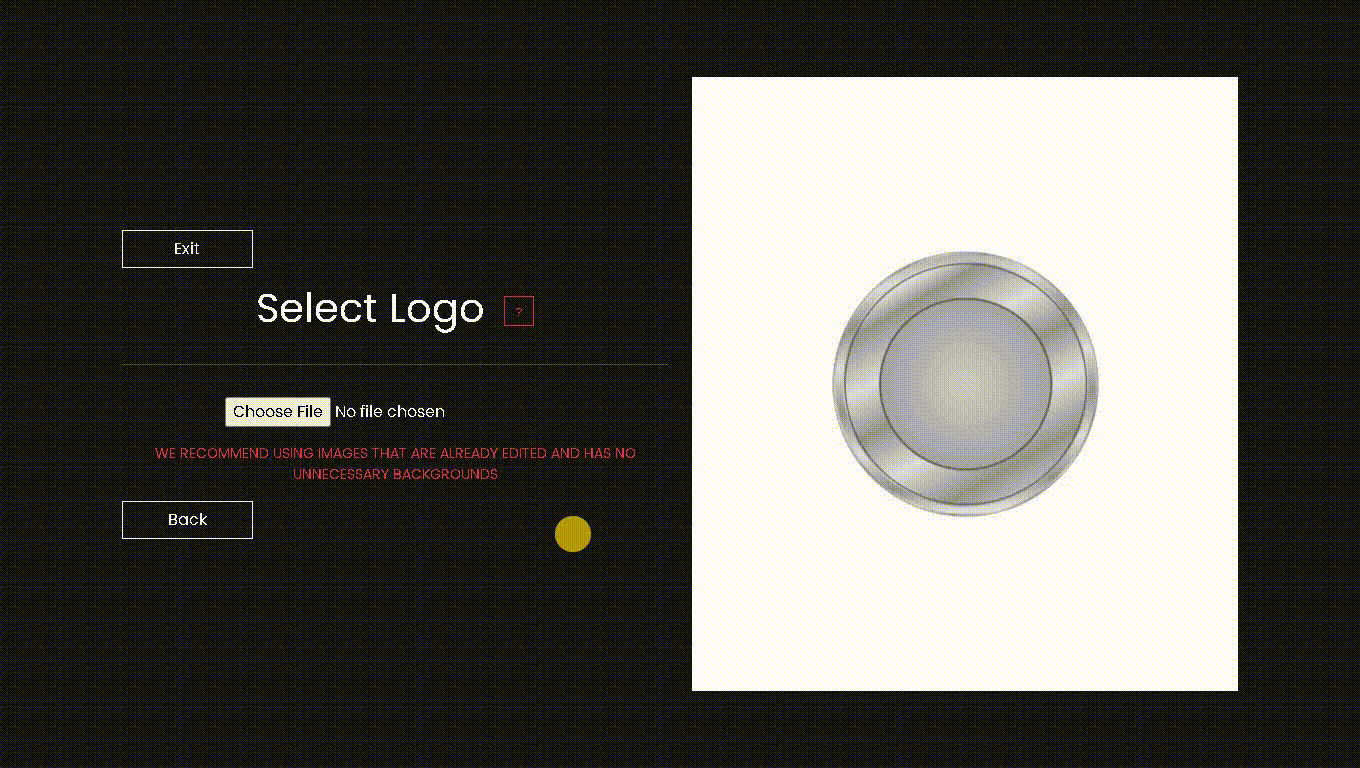 Exit
Select Logo ?
Choose File No file chosen
WE RECOMMEND USING IMAGES THAT ARE ALREADY EDITED AND HAS NO
UNNECESSARY BACKGROUNDS
Back